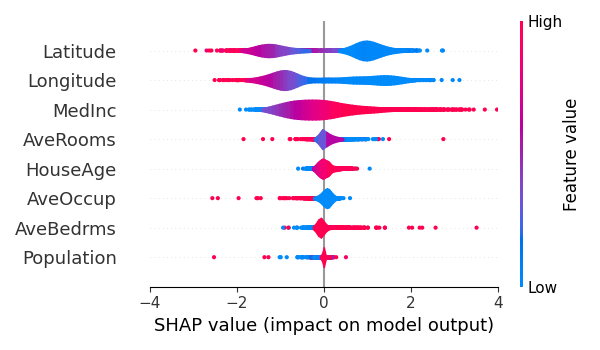 High
Latitude
Longitude
MedInc
AveRooms
HouseAge
AveOccup
AveBedrms
Population
Feature value
Low
−4 −2 0 2 4
SHAP value (impact on model output)